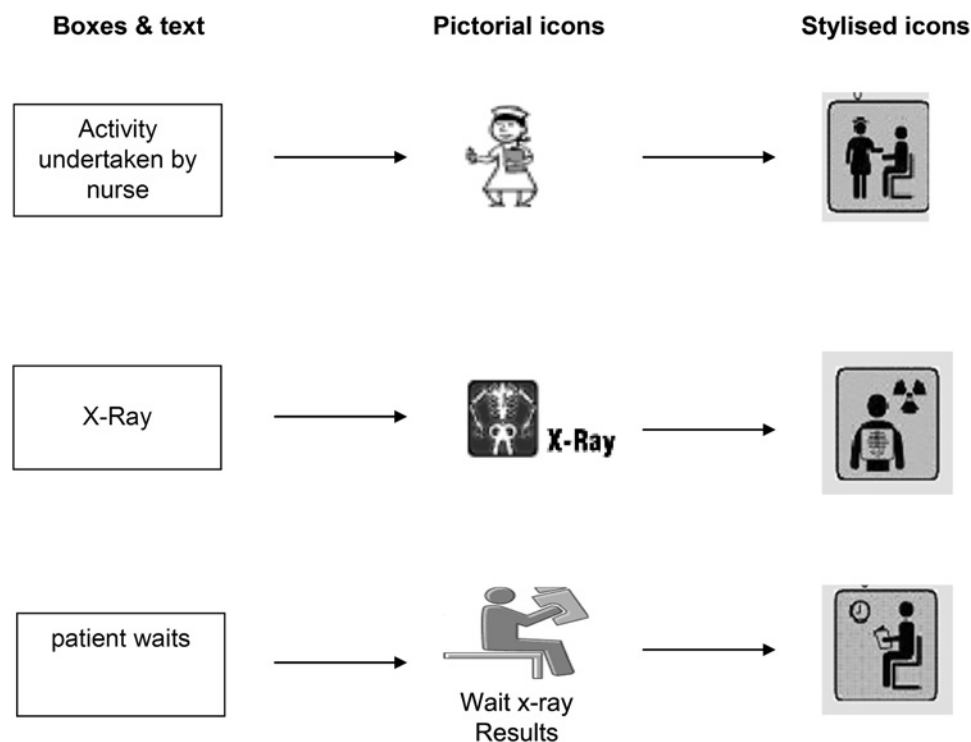 Boxes & text
Pictorial icons
Stylised icons
Activity
undertaken by
nurse
X-Ray
X-Ray
patient waits
Wait x-ray
Results